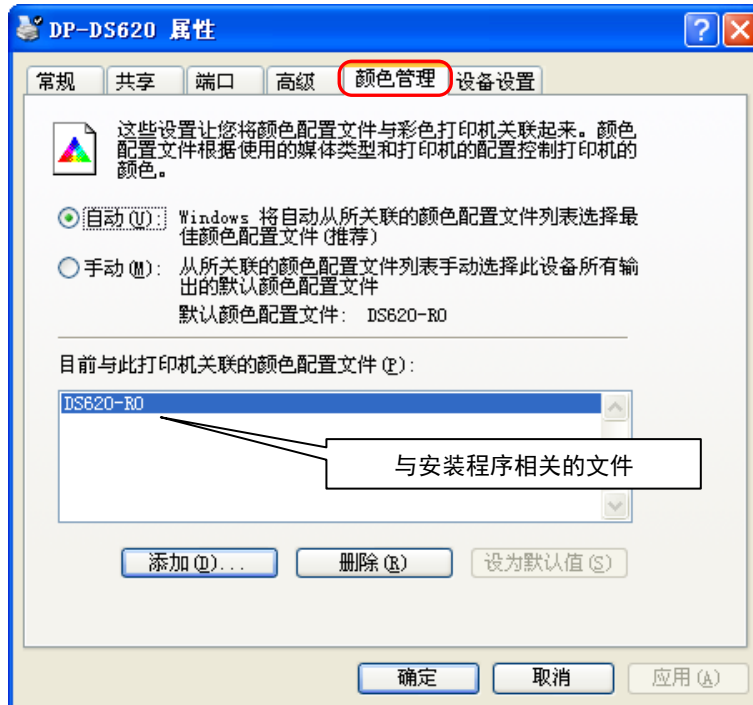 DP-DS620 属性
常规 共享 端口 高级 颜色管理 设备设置
这些设置让您将颜色配置文件与彩色打印机关联起来。颜色
配置文件根据使用的媒体类型和打印机的配置控制打印机的
颜色。
自动(U): Windows 将自动从所关联的颜色配置文件列表选择最
佳颜色配置文件(推荐)
手动(M): 从所关联的颜色配置文件列表手动选择此设备所有输
出的默认颜色配置文件
默认颜色配置文件: DS620-R0
目前与此打印机关联的颜色配置文件(P):
DS620-R0
与安装程序相关的文件
添加(D)... 删除(R) 设为默认值(S)
确定 取消 应用(A)